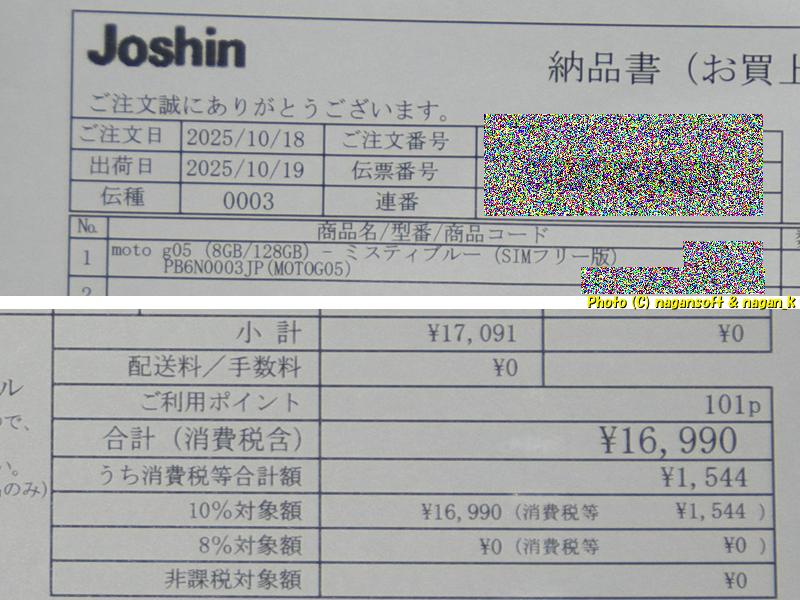 Joshin
納品書（お買上
ご注文誠にありがとうございます。
ご注文日 2025/10/18 ご注文番号
出荷日 2025/10/19 伝票番号
伝種 0003 連番
No. 商品名/型番/商品コード
1 moto g05 (8GB/128GB) - ミスティブルー (SIMフリー版)
PB6N0003JP(MOTOG05)
2
Photo (C) nagansoft & nagan_k
小計 ¥17,091 ¥0
配送料／手数料 ¥0
ル
ご利用ポイント 101p
で、
合計（消費税含） ¥16,990
い。
うち消費税等合計額 ¥1,544
のみ)
10%対象額 ¥16,990 (消費税等 ¥1,544 )
8%対象額 ¥0 (消費税等 ¥0 )
非課税対象額 ¥0